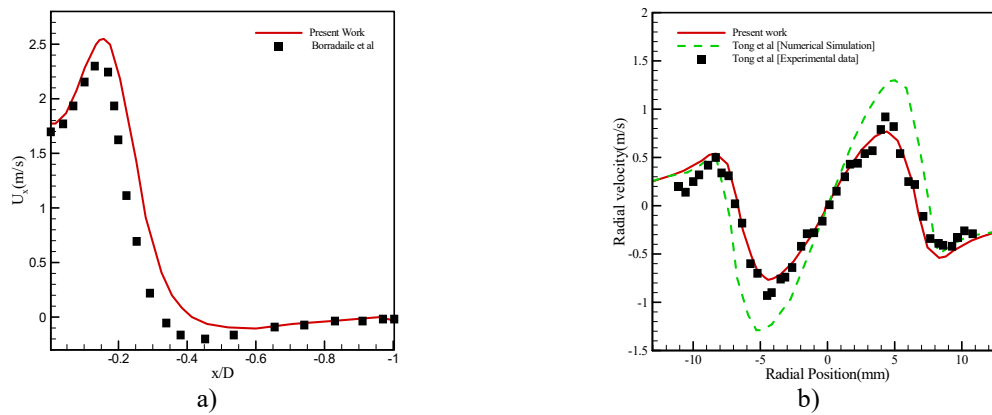 Present Work
Borradaile et al
2.5
2
1.5
1
0.5
0
Ux(m/s)
-0.2 -0.4 -0.6 -0.8 -1
x/D
a)
Present work
Tong et al [Numerical Simulation]
Tong et al [Experimental data]
2
1.5
1
0.5
0
-0.5
-1
-1.5
Radial velocity(m/s)
-10 -5 0 5 10
Radial Position(mm)
b)